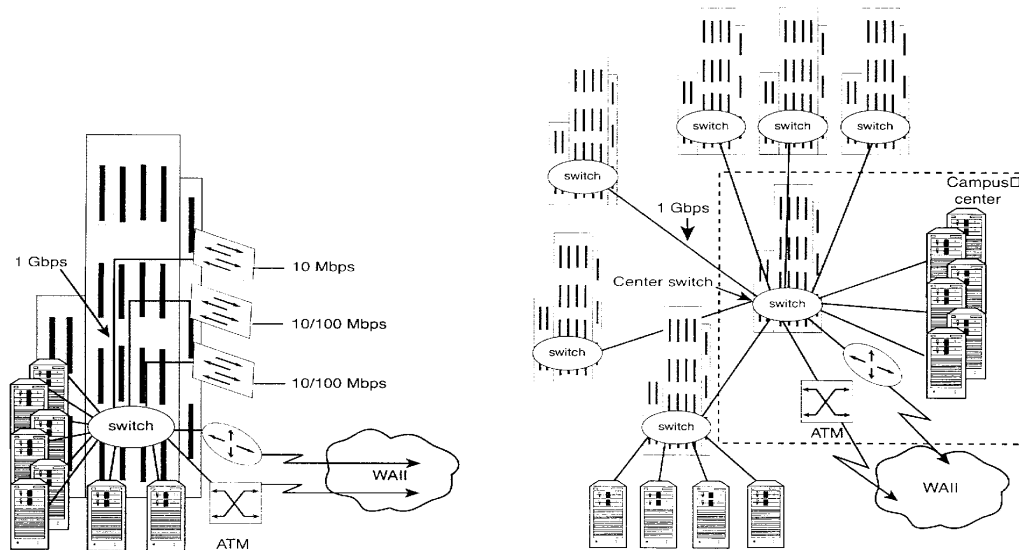 1 Gbps
10 Mbps
10/100 Mbps
10/100 Mbps
switch
WAII
ATM
switch
switch
switch
switch
Campus
center
1 Gbps
Center switch
switch
switch
switch
ATM
WAII